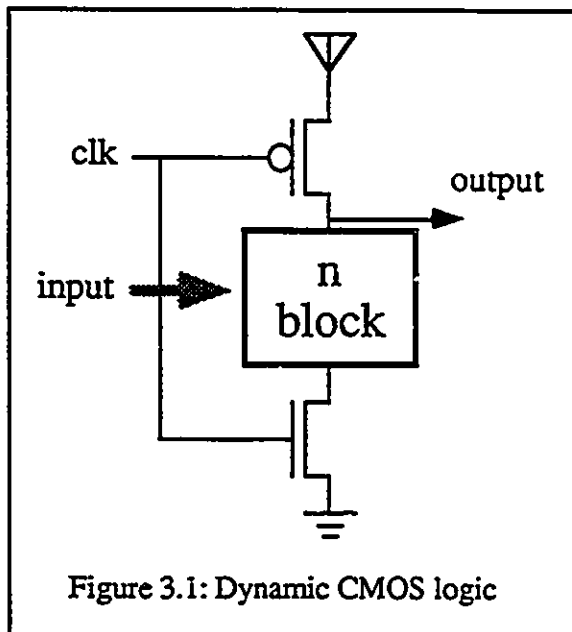 clk
output
input
n
block
Figure 3.1: Dynamic CMOS logic